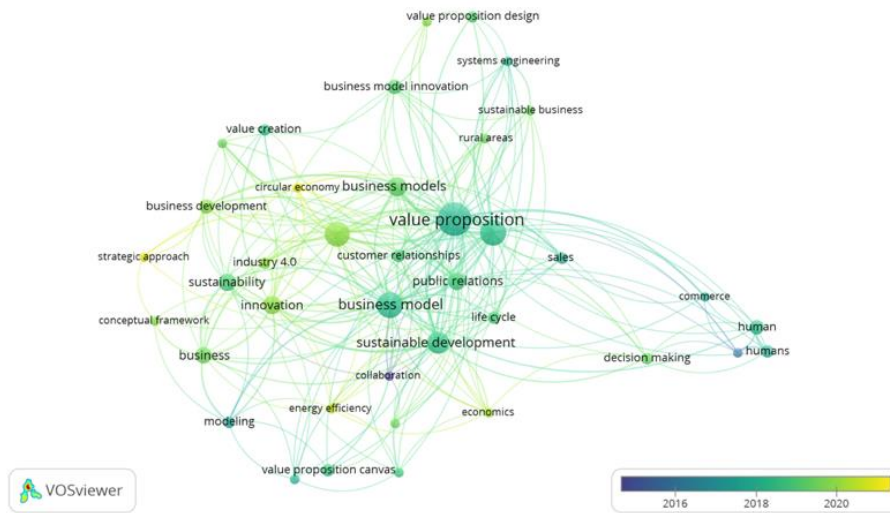 value proposition design
systems engineering
business model innovation
sustainable business
value creation
rural areas
circular economy
business models
business development
value proposition
strategic approach
industry 4.0
customer relationships
sales
sustainability
public relations
innovation
business model
commerce
conceptual framework
life cycle
human
sustainable development
business
decision making
humans
collaboration
energy efficiency
economics
modeling
value proposition canvas
VOSviewer
2016 2018 2020